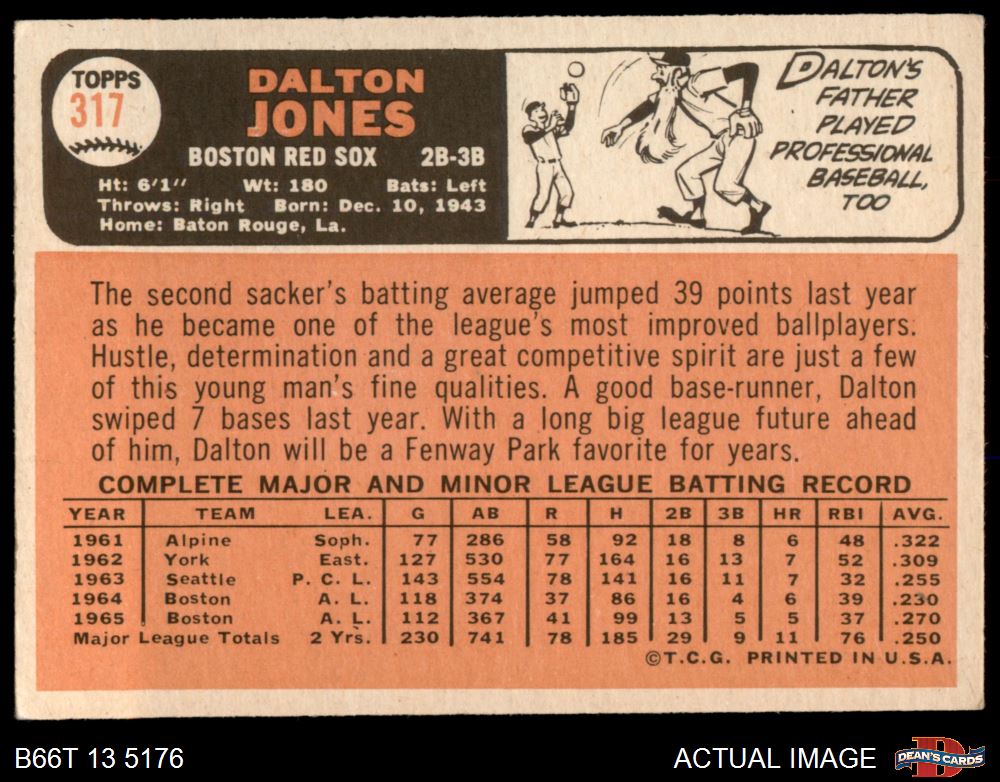 TOPPS
317
DALTON
JONES
BOSTON RED SOX 2B-3B
Ht: 6'1" Wt: 180 Bats: Left
Throws: Right Born: Dec. 10, 1943
Home: Baton Rouge, La.
DALTON'S
FATHER
PLAYED
PROFESSIONAL
BASEBALL,
TOO
The second sacker's batting average jumped 39 points last year
as he became one of the league's most improved ballplayers.
Hustle, determination and a great competitive spirit are just a few
of this young man's fine qualities. A good base-runner, Dalton
swiped 7 bases last year. With a long big league future ahead
of him, Dalton will be a Fenway Park favorite for years.
COMPLETE MAJOR AND MINOR LEAGUE BATTING RECORD
YEAR TEAM LEA. G AB R H 2B 3B HR RBI AVG.
1961 Alpine Soph. 77 286 58 92 18 8 6 48 .322
1962 York East. 127 530 77 164 16 13 7 52 .309
1963 Seattle P. C. L. 143 554 78 141 16 11 7 32 .255
1964 Boston A. L. 118 374 37 86 16 4 6 39 .230
1965 Boston A. L. 112 367 41 99 13 5 5 37 .270
Major League Totals 2 Yrs. 230 741 78 185 29 9 11 76 .250
©T.C.G. PRINTED IN U.S.A.
B66T 13 5176
ACTUAL IMAGE
D
DEAN'S CARDS